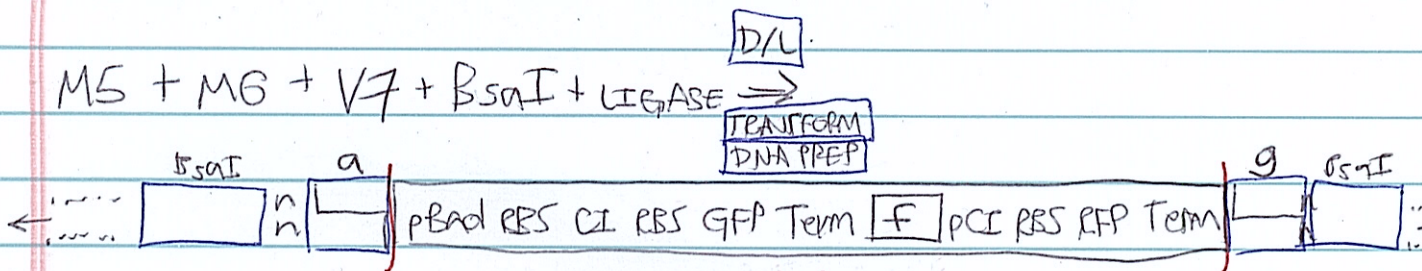 D/L.
M5 + M6 + V7 + BsaI + LIGASE ⇒
TRANSFORM
DNA PREP
BsaI n n a pBad RBS CI RBS GFP Term f pCI RBS RFP Term g BsaI